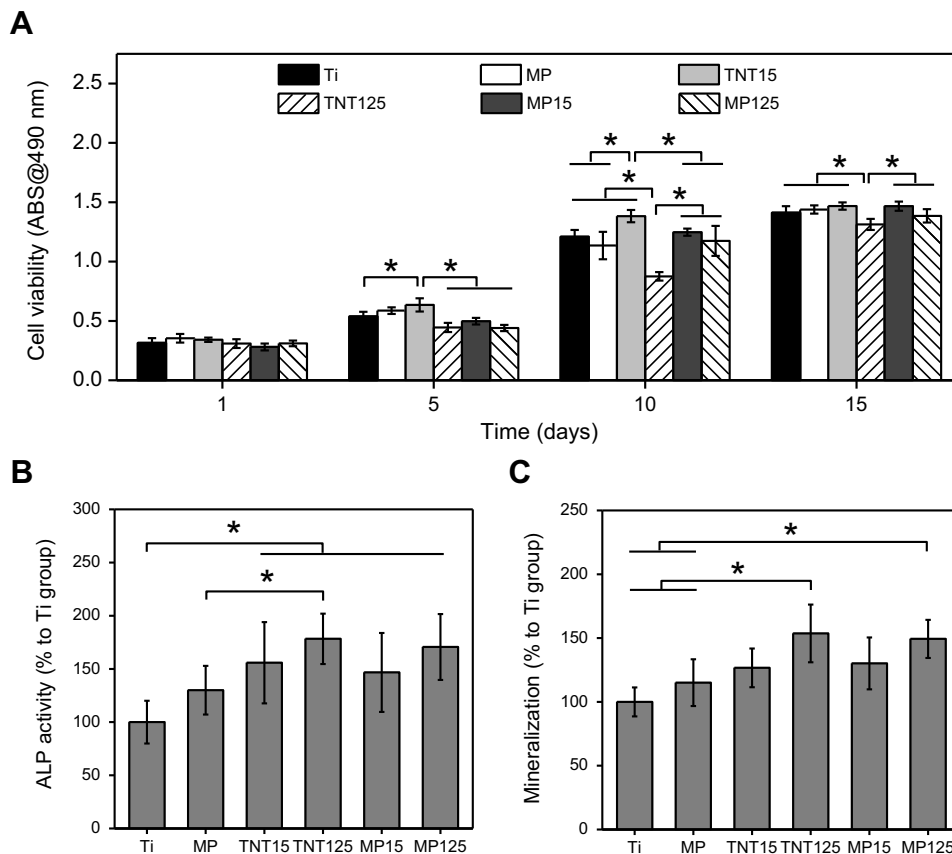 A
Cell viability (ABS@490 nm)
2.5
2.0
1.5
1.0
0.5
0.0
Ti MP TNT15
TNT125 MP15 MP125
* *
* *
* *
* *
1 5 10 15
Time (days)
B
ALP activity (% to Ti group)
300
250
200
150
100
50
0
*
*
Ti MP TNT15 TNT125 MP15 MP125
C
Mineralization (% to Ti group)
250
200
150
100
50
0
*
*
Ti MP TNT15 TNT125 MP15 MP125